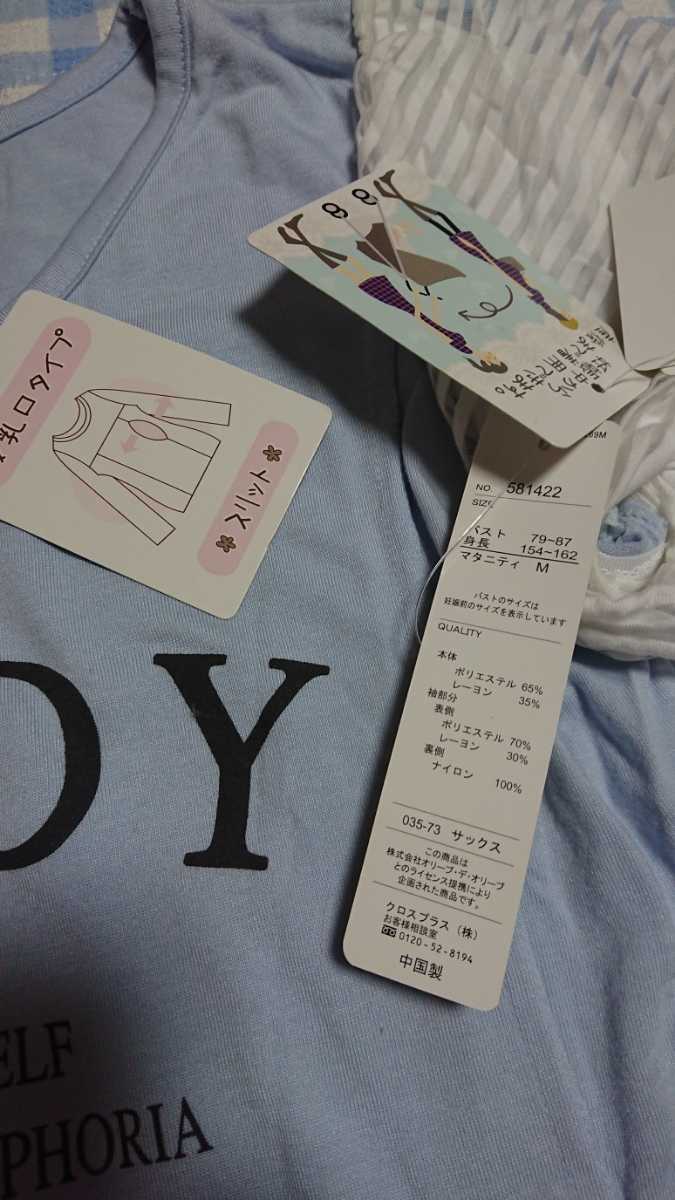 乳口タイプ
スリット
69M
NO. 581422
SIZE
バスト 79~87
身長 154~162
マタニティ M
バストのサイズは
妊娠前のサイズを表示しています
QUALITY
本体
ポリエステル 65%
レーヨン 35%
袖部分
表側
ポリエステル 70%
レーヨン 30%
裏側
ナイロン 100%
035-73 サックス
この商品は
株式会社オリーブ・デ・オリーブ
とのライセンス提携により
企画された商品です。
クロスプラス（株）
お客様相談室
0120-52-8194
中国製
DY
ELF
PHORIA